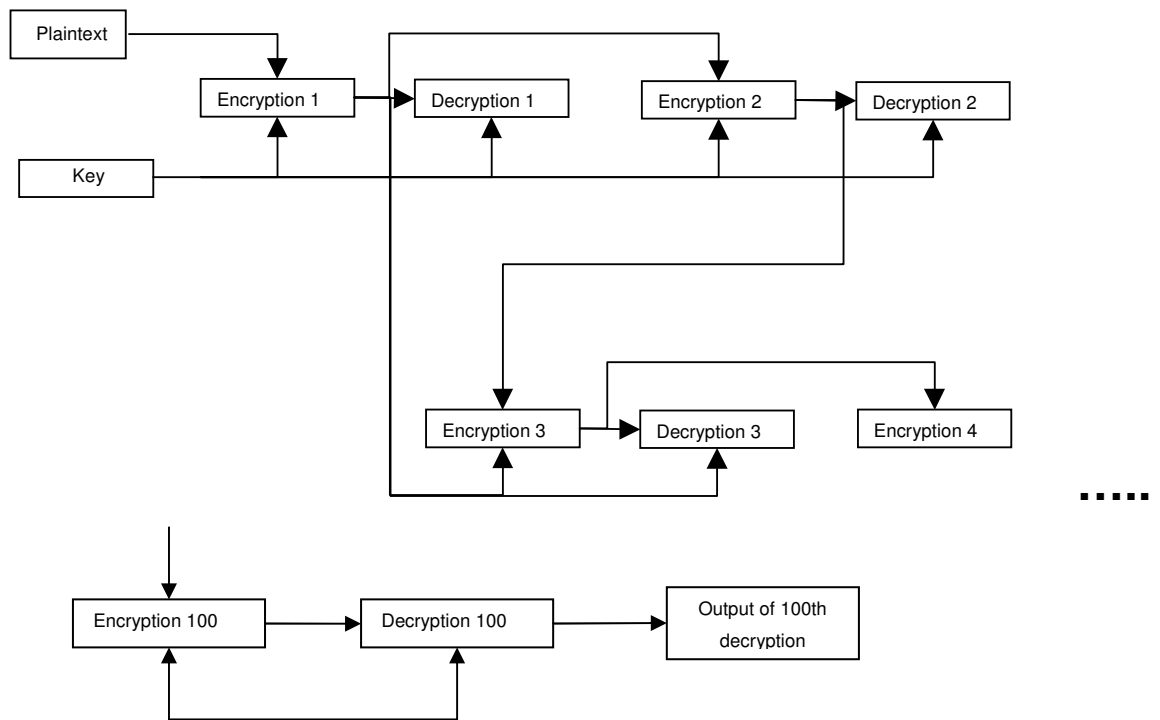 Plaintext
Encryption 1
Decryption 1
Encryption 2
Decryption 2
Key
Encryption 3
Decryption 3
Encryption 4
.....
Encryption 100
Decryption 100
Output of 100th
decryption